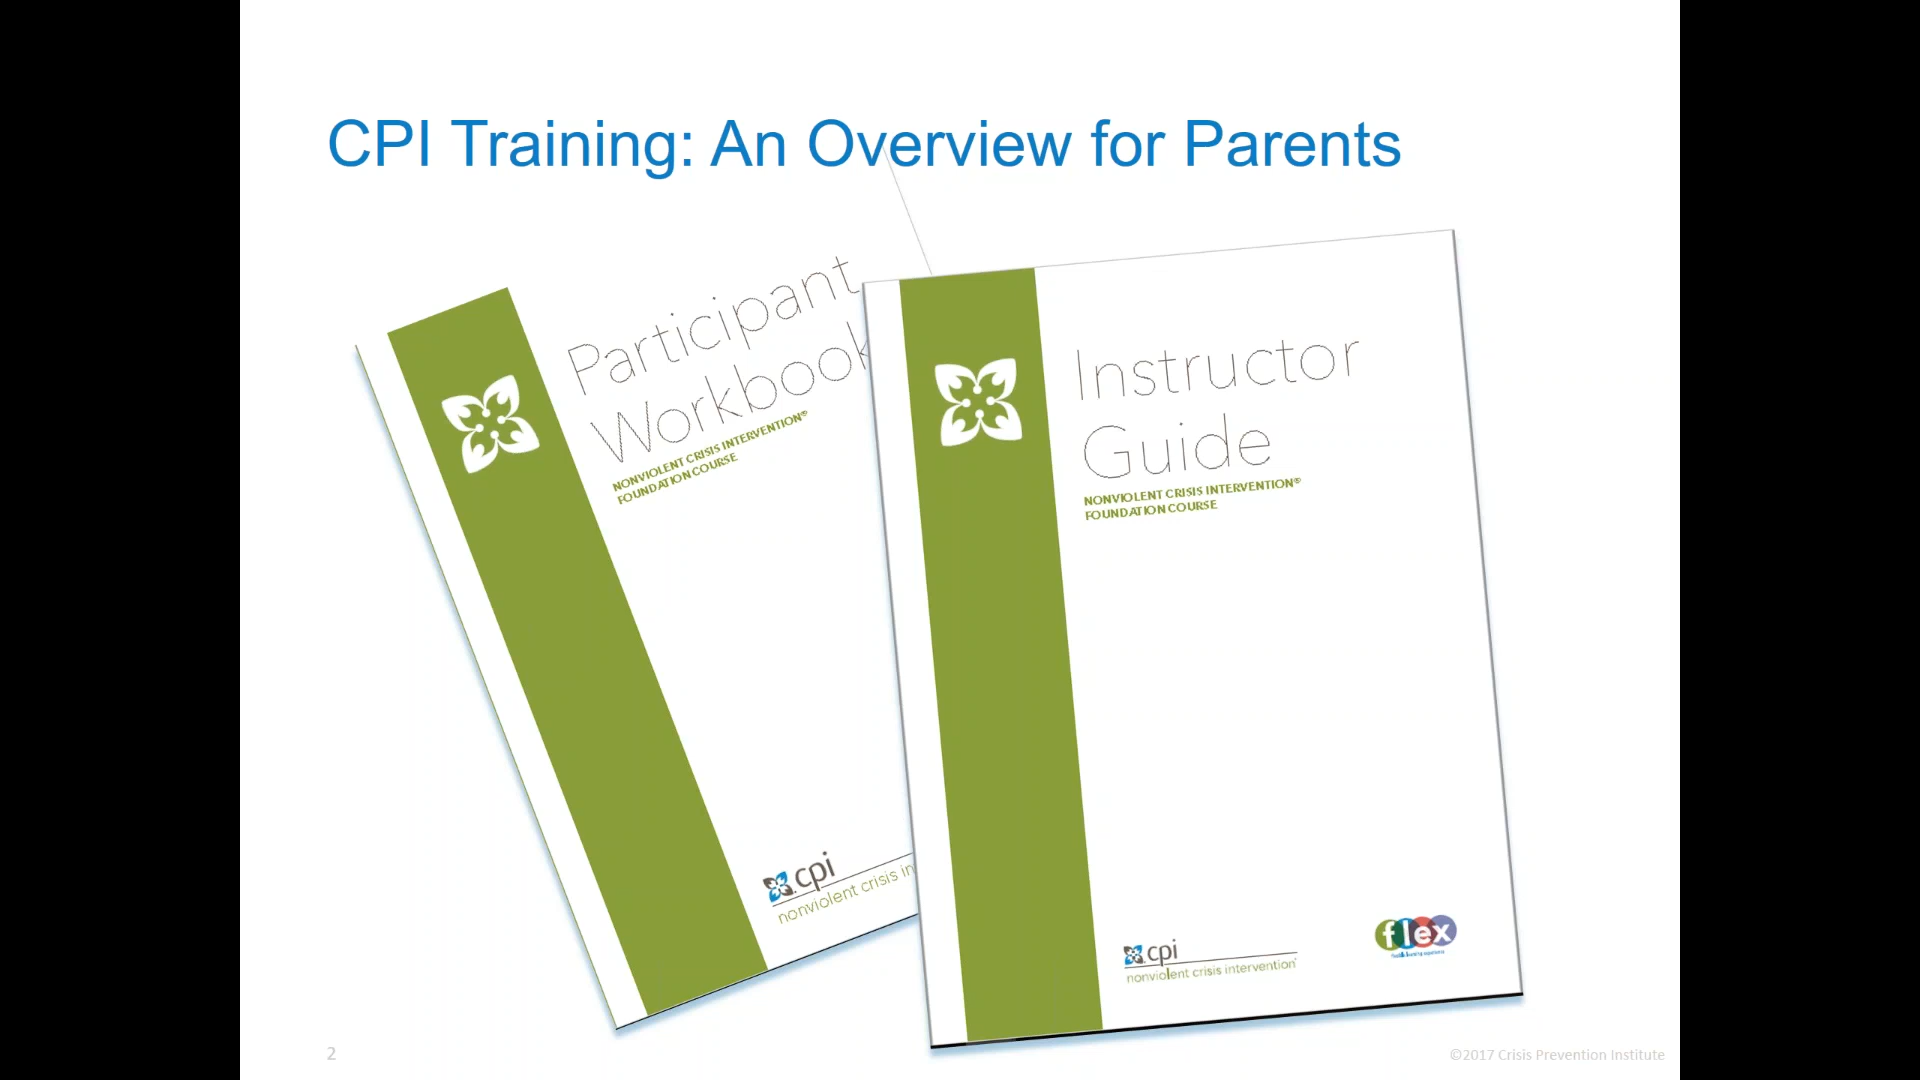 CPI Training: An Overview for Parents
Participant
Workbook
NONVIOLENT CRISIS INTERVENTION®
FOUNDATION COURSE
cpi
nonviolent crisis in
Instructor
Guide
NONVIOLENT CRISIS INTERVENTION®
FOUNDATION COURSE
cpi
nonviolent crisis intervention
flex
2
©2017 Crisis Prevention Institute